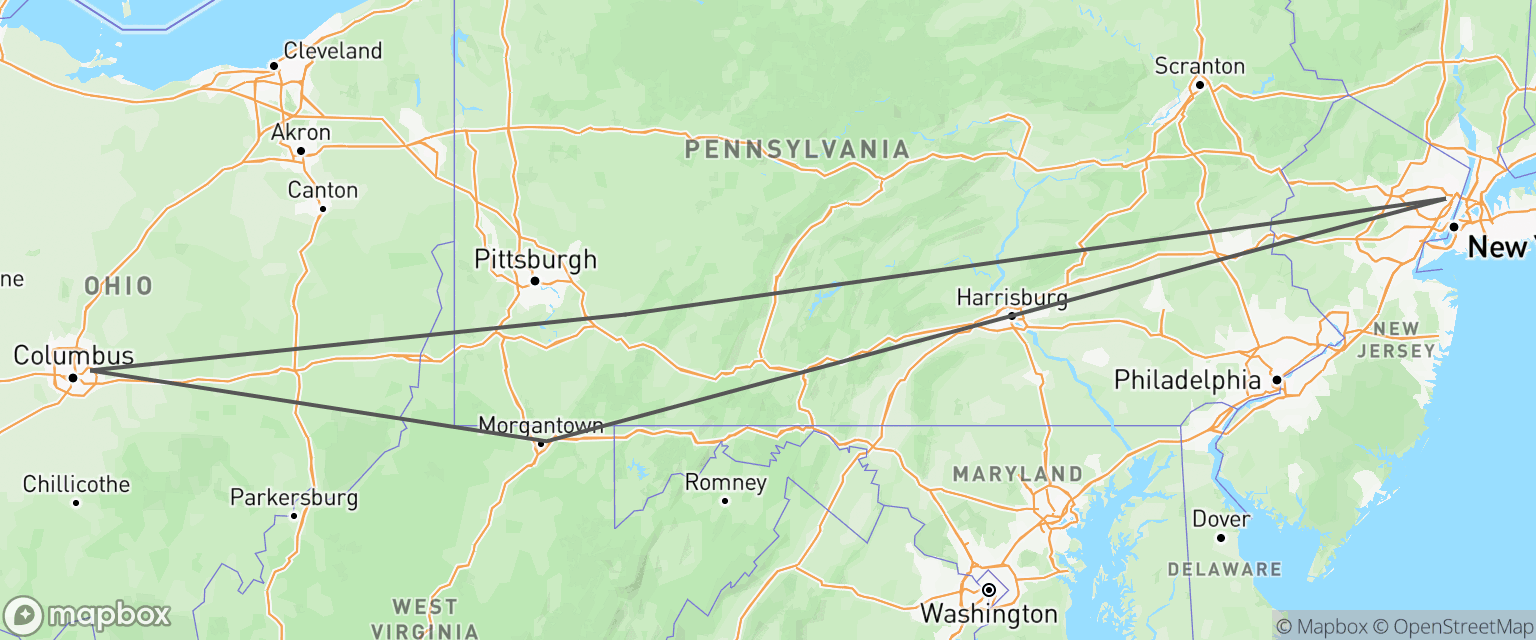 Cleveland
Scranton
Akron
PENNSYLVANIA
Canton
New
Pittsburgh
ne
OHIO
Harrisburg
NEW
JERSEY
Columbus
Philadelphia
Morgantown
MARYLAND
Chillicothe
Romney
Parkersburg
Dover
DELAWARE
WEST
VIRGINIA
Washington
mapbox
© Mapbox © OpenStreetMap